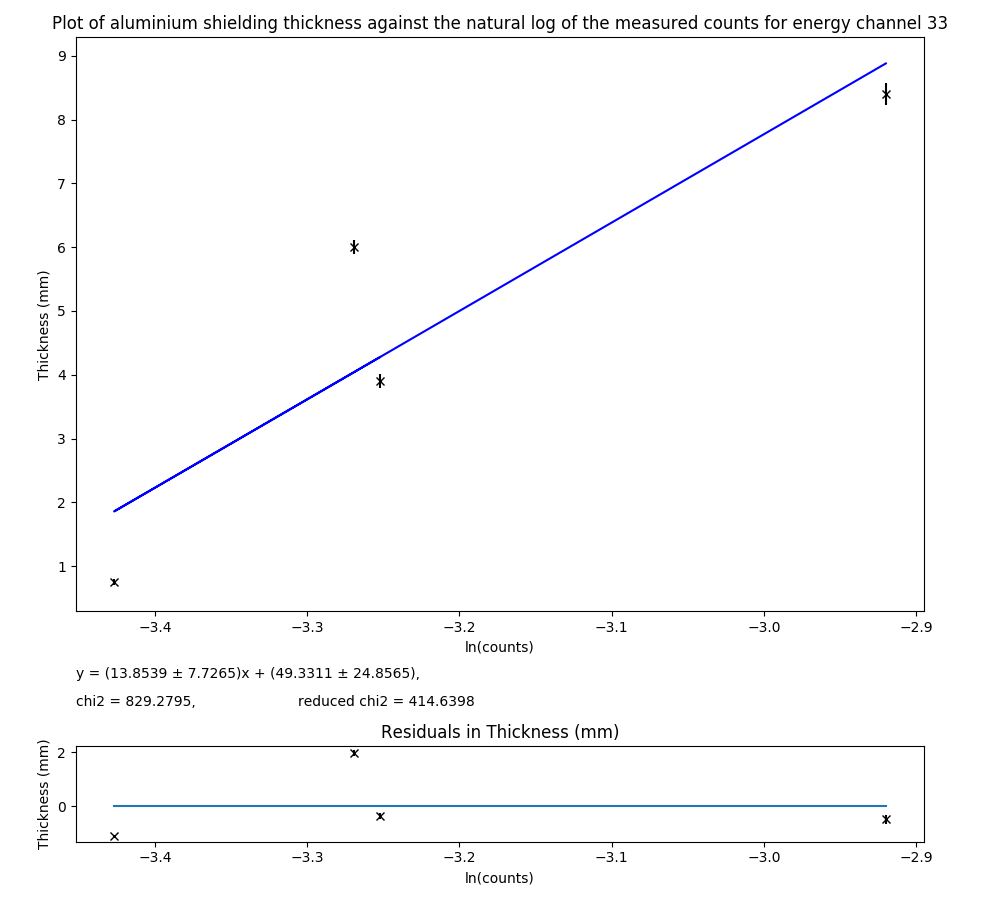 Plot of aluminium shielding thickness against the natural log of the measured counts for energy channel 33
9
8
7
6
5
4
3
2
1
Thickness (mm)
−3.4 −3.3 −3.2 −3.1 −3.0 −2.9
ln(counts)
y = (13.8539 ± 7.7265)x + (49.3311 ± 24.8565),
chi2 = 829.2795, reduced chi2 = 414.6398
Residuals in Thickness (mm)
2
0
Thickness (mm)
−3.4 −3.3 −3.2 −3.1 −3.0 −2.9
ln(counts)